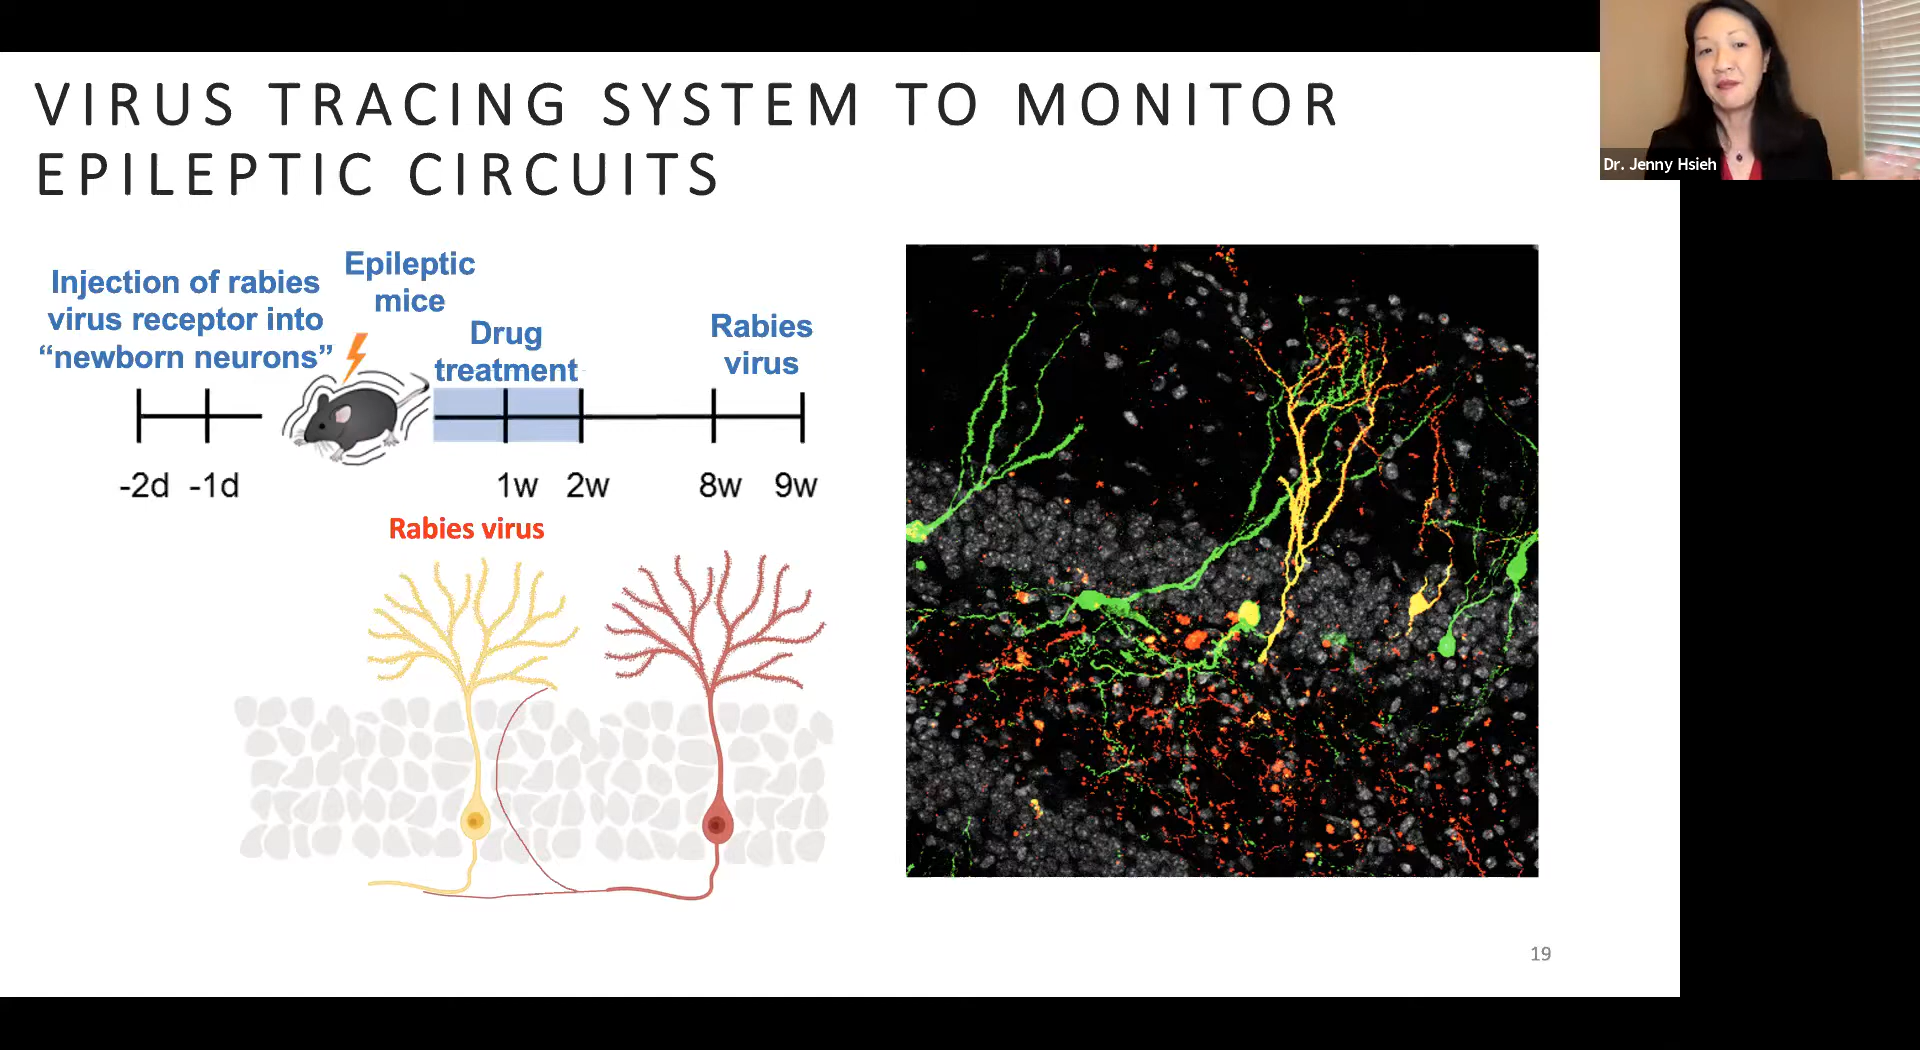 VIRUS TRACING SYSTEM TO MONITOR
EPILEPTIC CIRCUITS
Dr. Jenny Hsieh
Injection of rabies
virus receptor into
“newborn neurons”
Epileptic
mice
Drug
treatment
Rabies
virus
-2d -1d 1w 2w 8w 9w
Rabies virus
19